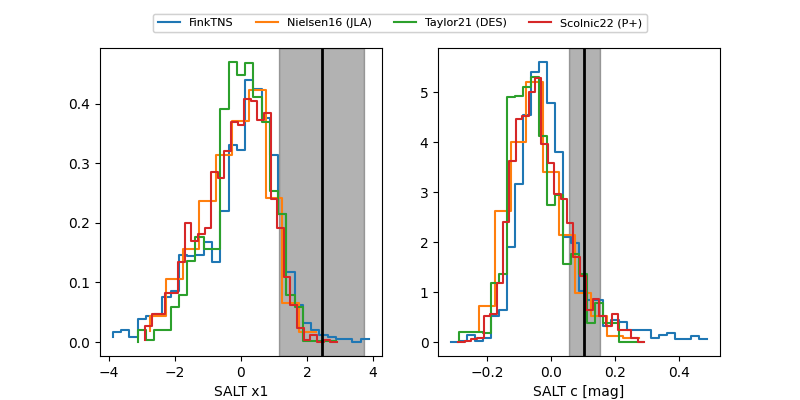 FinkTNS Nielsen16 (JLA) Taylor21 (DES) Scolnic22 (P+)
0.4
0.3
0.2
0.1
0.0
−4 −2 0 2 4
SALT x1
5
4
3
2
1
0
−0.2 0.0 0.2 0.4
SALT c [mag]